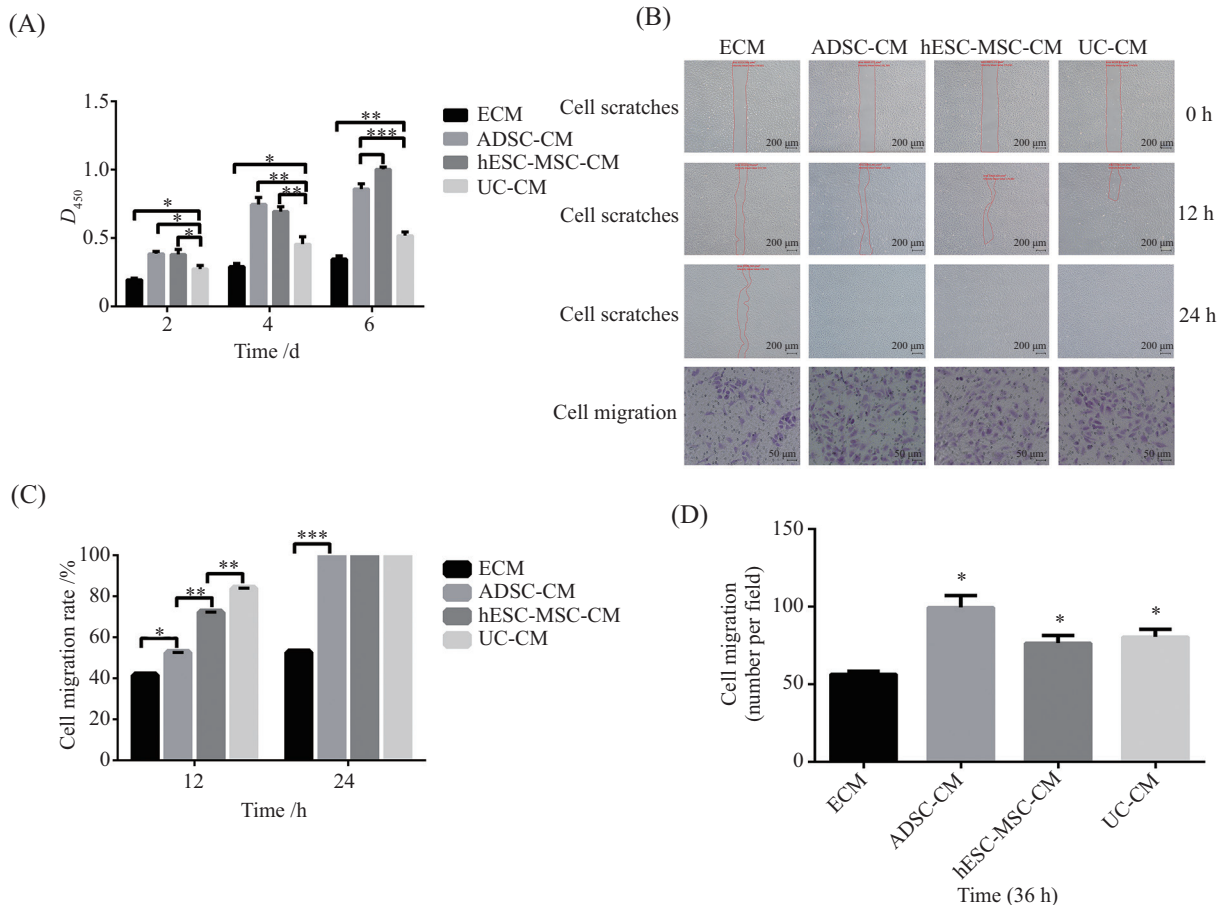 (A)
1.5
1.0
0.5
0
D450
ECM
ADSC-CM
hESC-MSC-CM
UC-CM
*
*
*
*
**
**
**
***
2
4
6
Time /d
(B)
ECM ADSC-CM hESC-MSC-CM UC-CM
Cell scratches
200 μm 200 μm 200 μm 200 μm
0 h
Cell scratches
200 μm 200 μm 200 μm 200 μm
12 h
Cell scratches
200 μm 200 μm 200 μm 200 μm
24 h
Cell migration
50 μm 50 μm 50 μm 50 μm
(C)
100
80
60
40
20
0
Cell migration rate /%
*
**
**
***
ECM
ADSC-CM
hESC-MSC-CM
UC-CM
12
24
Time /h
(D)
150
100
50
0
Cell migration
(number per field)
*
*
*
ECM
ADSC-CM
hESC-MSC-CM
UC-CM
Time (36 h)